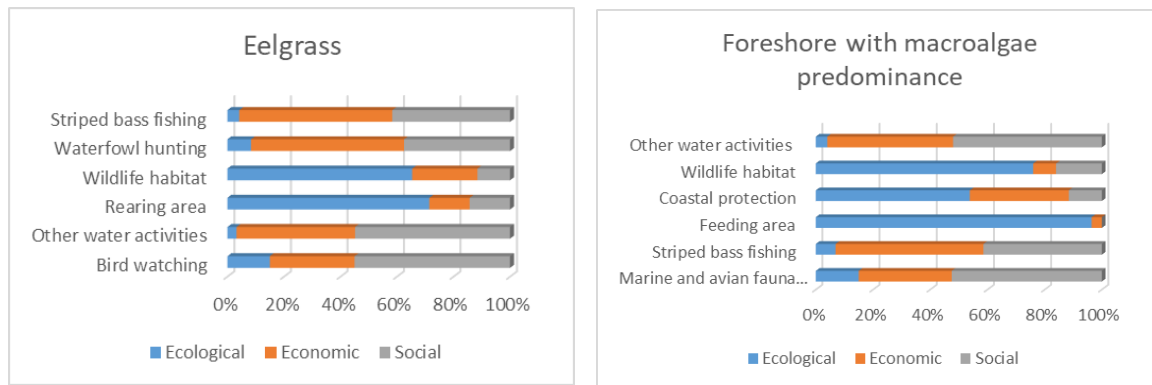 Eelgrass
Striped bass fishing
Waterfowl hunting
Wildlife habitat
Rearing area
Other water activities
Bird watching
0% 20% 40% 60% 80% 100%
Ecological Economic Social
Foreshore with macroalgae
predominance
Other water activities
Wildlife habitat
Coastal protection
Feeding area
Striped bass fishing
Marine and avian fauna...
0% 20% 40% 60% 80% 100%
Ecological Economic Social